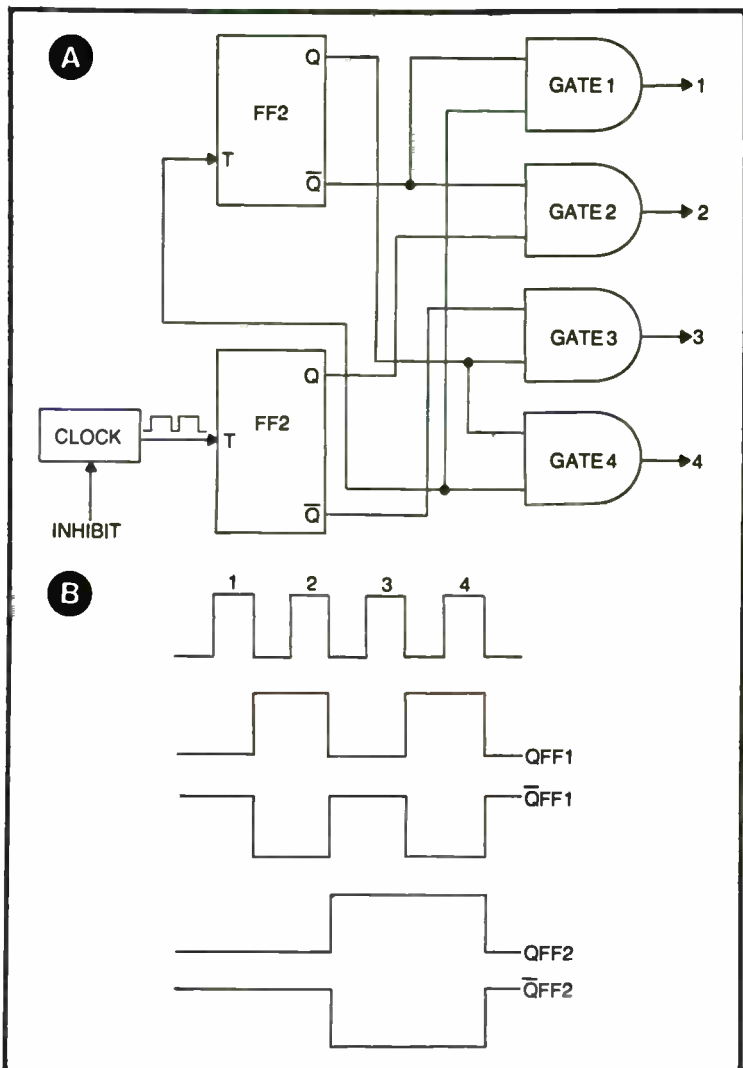 A
Q
FF2
T
Q̅
GATE 1
1
GATE 2
2
GATE 3
3
GATE 4
4
Q
FF2
T
Q̅
CLOCK
INHIBIT
B
1 2 3 4
QFF1
Q̅FF1
QFF2
Q̅FF2